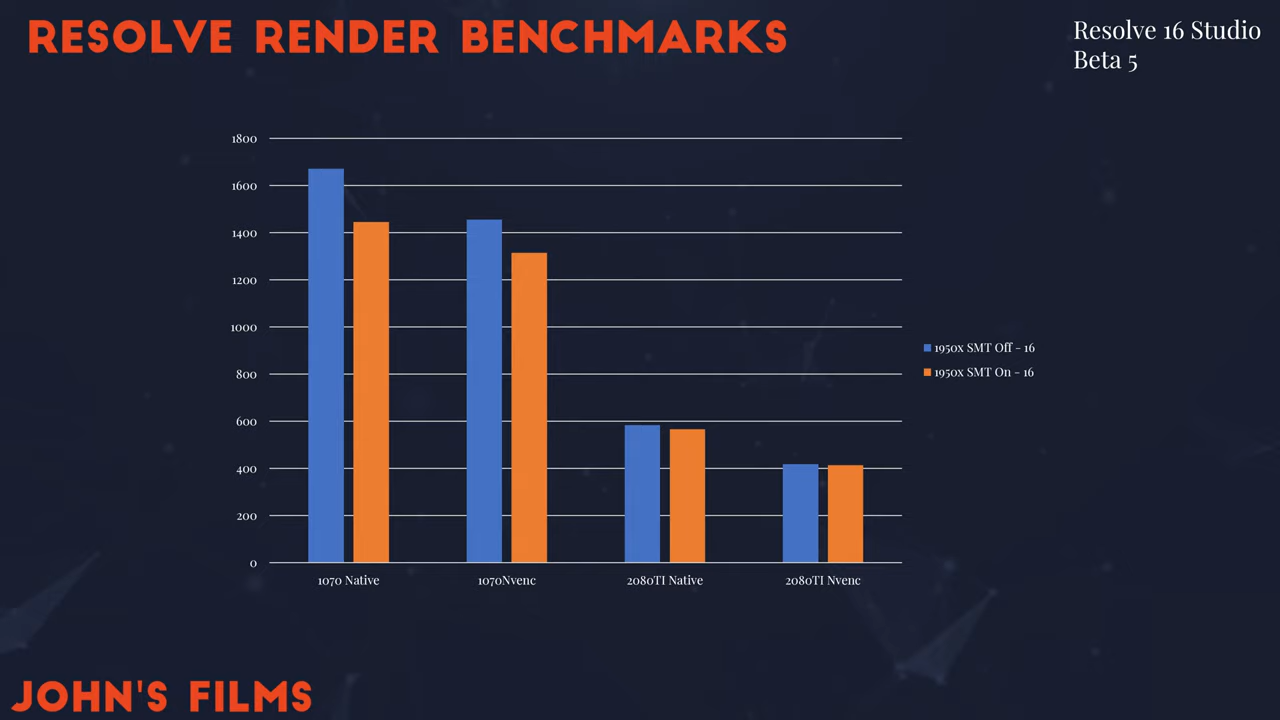 RESOLVE RENDER BENCHMARKS
Resolve 16 Studio
Beta 5
1800
1600
1400
1200
1000
800
600
400
200
0
1070 Native
1070Nvenc
2080TI Native
2080TI Nvenc
1950x SMT Off - 16
1950x SMT On - 16
JOHN'S FILMS